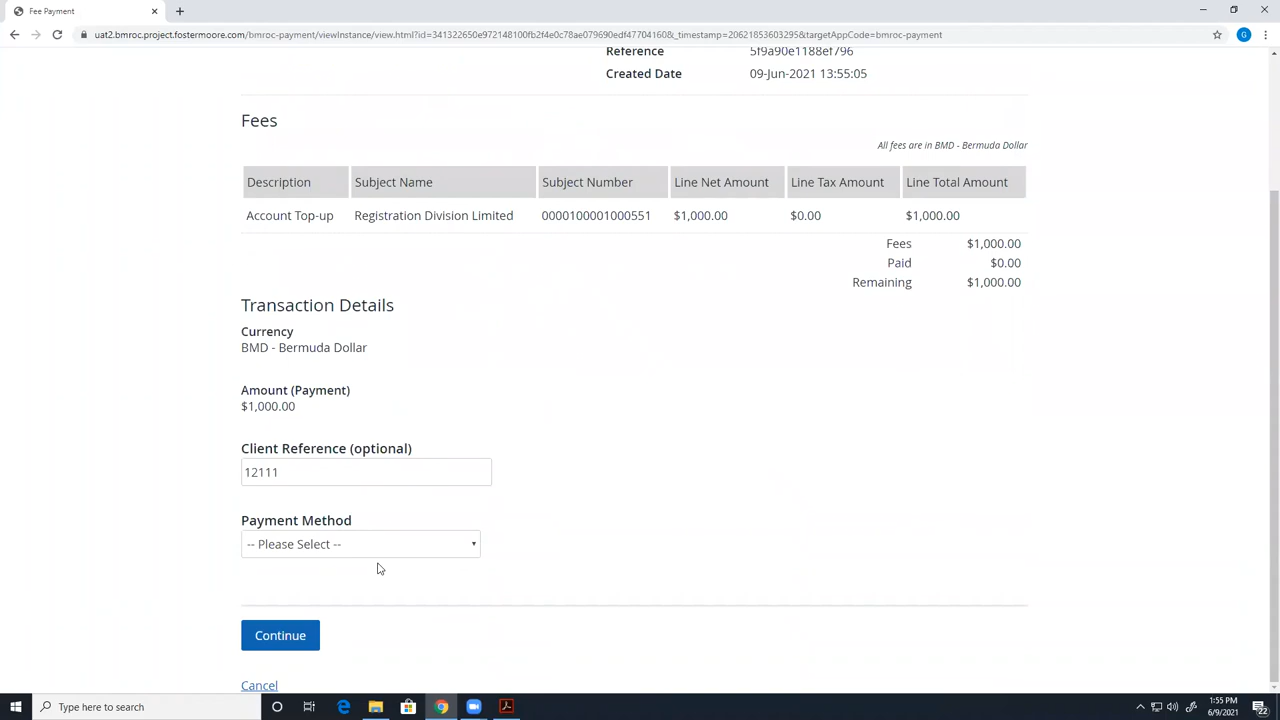 Fee Payment
uat2.bmroc.project.fostermoore.com/bmroc-payment/viewInstance/view.html?id=341322650e972148100fb2f4e0c78ae079690edf477041608&_timestamp=20621853603295&targetAppCode=bmroc-payment
G
Reference 5f9a90e1188ef796
Created Date 09-Jun-2021 13:55:05
Fees
All fees are in BMD - Bermuda Dollar
Description Subject Name Subject Number Line Net Amount Line Tax Amount Line Total Amount
Account Top-up Registration Division Limited 0000100001000551 $1,000.00 $0.00 $1,000.00
Fees $1,000.00
Paid $0.00
Remaining $1,000.00
Transaction Details
Currency
BMD - Bermuda Dollar
Amount (Payment)
$1,000.00
Client Reference (optional)
12111
Payment Method
-- Please Select --
Continue
Cancel
Type here to search
1:55 PM
6/9/2021
22